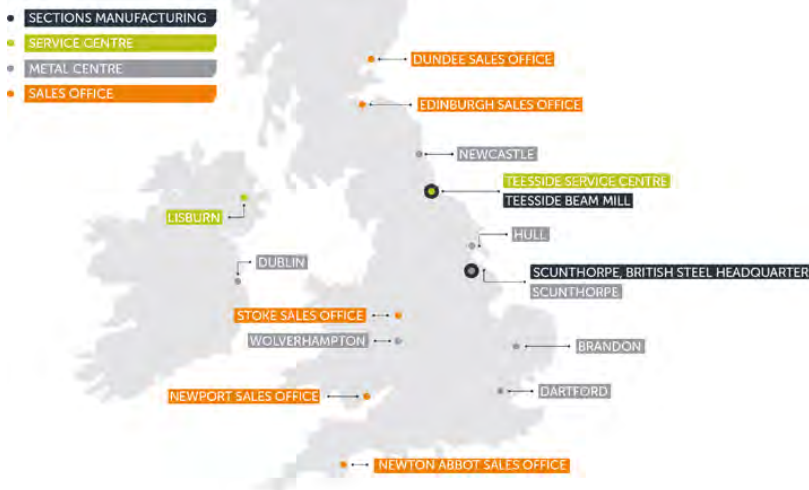 SECTIONS MANUFACTURING
SERVICE CENTRE
METAL CENTRE
SALES OFFICE
DUNDEE SALES OFFICE
EDINBURGH SALES OFFICE
NEWCASTLE
TEESSIDE SERVICE CENTRE
TEESSIDE BEAM MILL
LISBURN
HULL
DUBLIN
SCUNTHORPE, BRITISH STEEL HEADQUARTER
SCUNTHORPE
STOKE SALES OFFICE
WOLVERHAMPTON
BRANDON
NEWPORT SALES OFFICE
DARTFORD
NEWTON ABBOT SALES OFFICE